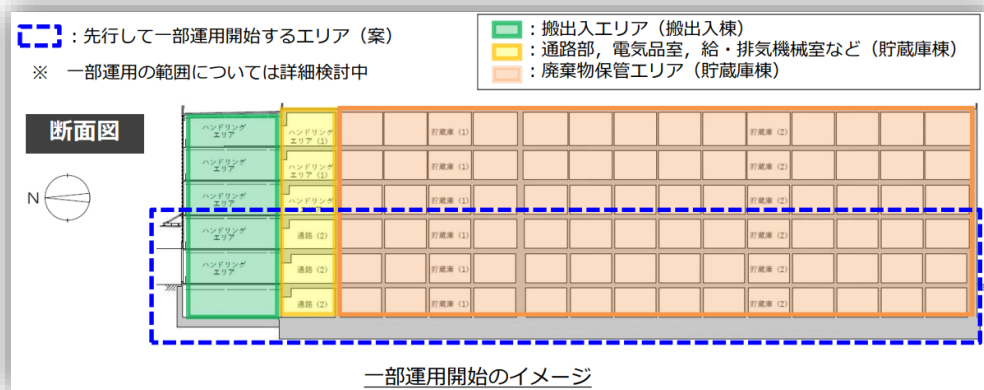 ：先行して一部運用開始するエリア（案）
※　一部運用の範囲については詳細検討中
：搬出入エリア（搬出入棟）
：通路部，電気品室，給・排気機械室など（貯蔵庫棟）
：廃棄物保管エリア（貯蔵庫棟）
断面図
N
ハンドリング
エリア
ハンドリング
エリア（1）
貯蔵庫（1）
貯蔵庫（2）
ハンドリング
エリア
ハンドリング
エリア（1）
貯蔵庫（1）
貯蔵庫（2）
ハンドリング
エリア
ハンドリング
貯蔵庫（1）
貯蔵庫（2）
ハンドリング
エリア
通路（2）
貯蔵庫（1）
貯蔵庫（2）
ハンドリング
エリア
通路（2）
貯蔵庫（1）
貯蔵庫（2）
通路（2）
貯蔵庫（1）
貯蔵庫（2）
一部運用開始のイメージ